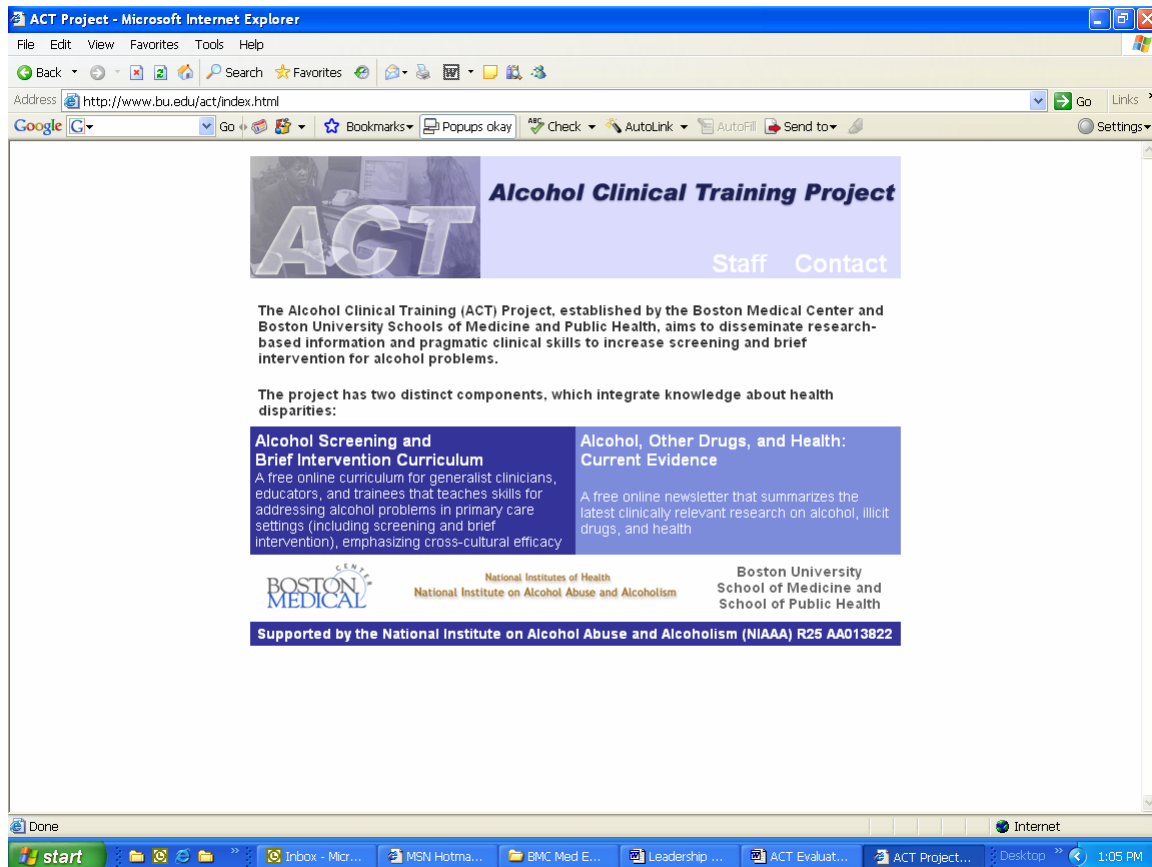 ACT Project - Microsoft Internet Explorer
File Edit View Favorites Tools Help
Back Search Favorites
Address http://www.bu.edu/act/index.html Go Links »
Google G Go Bookmarks Popups okay ABC Check AutoLink AutoFill Send to Settings
ACT
Alcohol Clinical Training Project
Staff Contact
The Alcohol Clinical Training (ACT) Project, established by the Boston Medical Center and
Boston University Schools of Medicine and Public Health, aims to disseminate research-
based information and pragmatic clinical skills to increase screening and brief
intervention for alcohol problems.
The project has two distinct components, which integrate knowledge about health
disparities:
Alcohol Screening and
Brief Intervention Curriculum
A free online curriculum for generalist clinicians,
educators, and trainees that teaches skills for
addressing alcohol problems in primary care
settings (including screening and brief
intervention), emphasizing cross-cultural efficacy
Alcohol, Other Drugs, and Health:
Current Evidence
A free online newsletter that summarizes the
latest clinically relevant research on alcohol, illicit
drugs, and health
BOSTON
MEDICAL
CENTER
National Institutes of Health
National Institute on Alcohol Abuse and Alcoholism
Boston University
School of Medicine and
School of Public Health
Supported by the National Institute on Alcohol Abuse and Alcoholism (NIAAA) R25 AA013822
Done Internet
start » Inbox - Micr... MSN Hotma... BMC Med E... Leadership ... ACT Evaluat... ACT Project... Desktop » 1:05 PM